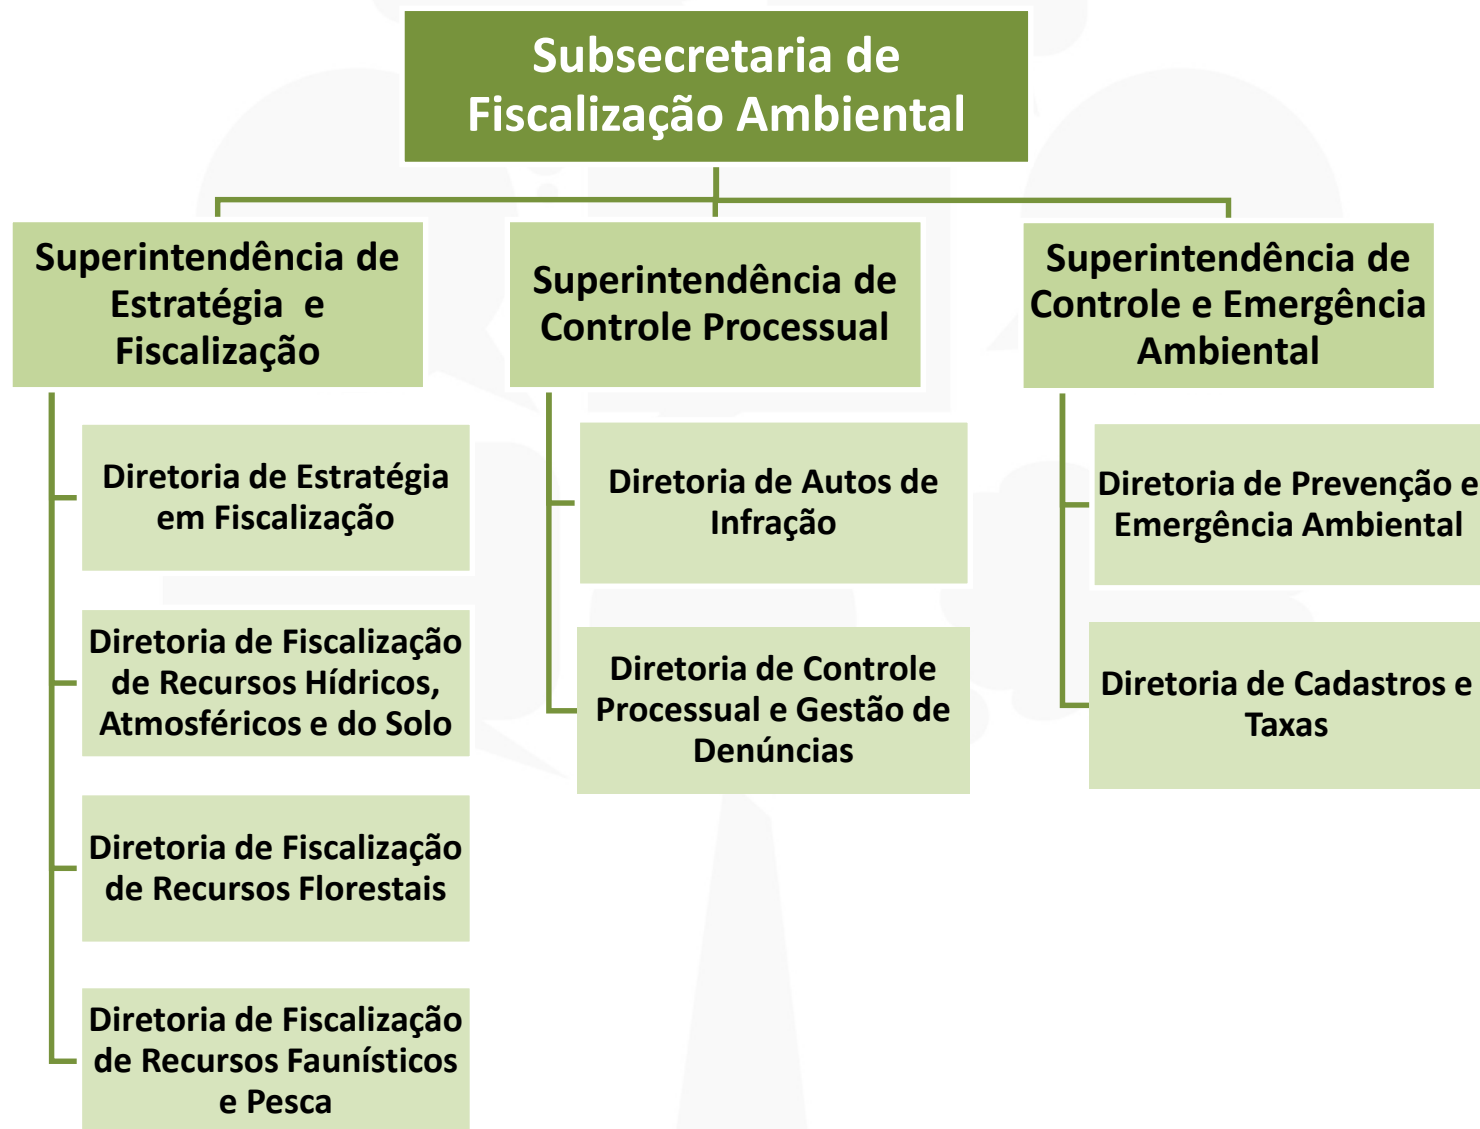 Subsecretaria de
Fiscalização Ambiental
Superintendência de
Estratégia e
Fiscalização
Diretoria de Estratégia
em Fiscalização
Diretoria de Fiscalização
de Recursos Hídricos,
Atmosféricos e do Solo
Diretoria de Fiscalização
de Recursos Florestais
Diretoria de Fiscalização
de Recursos Faunísticos
e Pesca
Superintendência de
Controle Processual
Diretoria de Autos de
Infração
Diretoria de Controle
Processual e Gestão de
Denúncias
Superintendência de
Controle e Emergência
Ambiental
Diretoria de Prevenção e
Emergência Ambiental
Diretoria de Cadastros e
Taxas